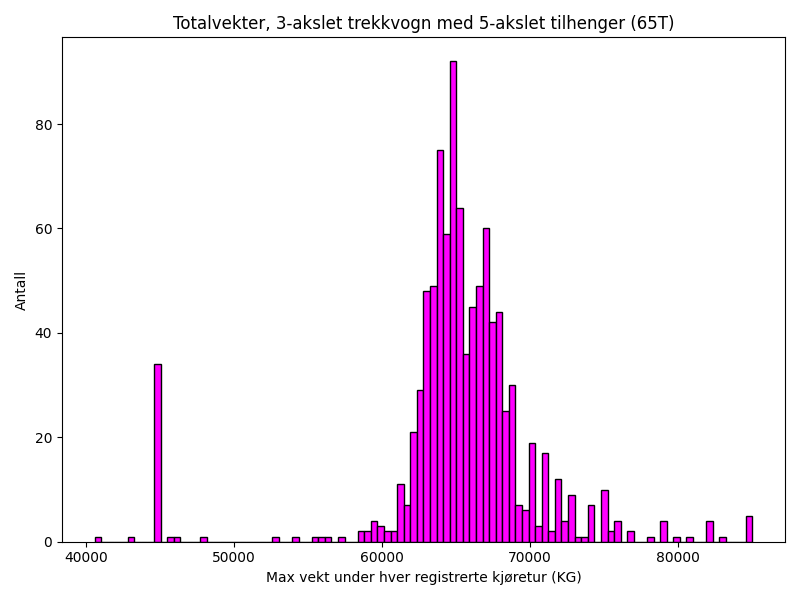 Totalvekter, 3-akslet trekkvogn med 5-akslet tilhenger (65T)
Antall
80
60
40
20
0
40000 50000 60000 70000 80000
Max vekt under hver registrerte kjøretur (KG)